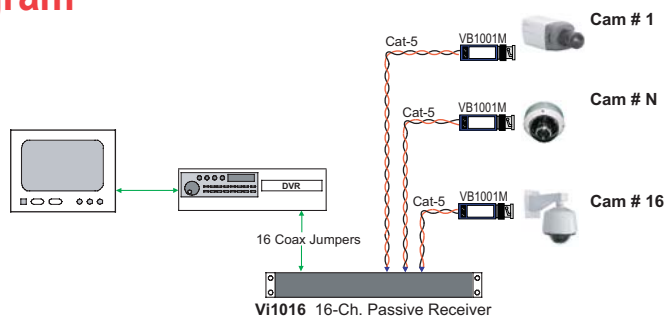 gram
Cat-5
VB1001M
Cam # 1
Cat-5
VB1001M
Cam # N
DVR
Cat-5
VB1001M
Cam # 16
16 Coax Jumpers
Vi1016 16-Ch. Passive Receiver